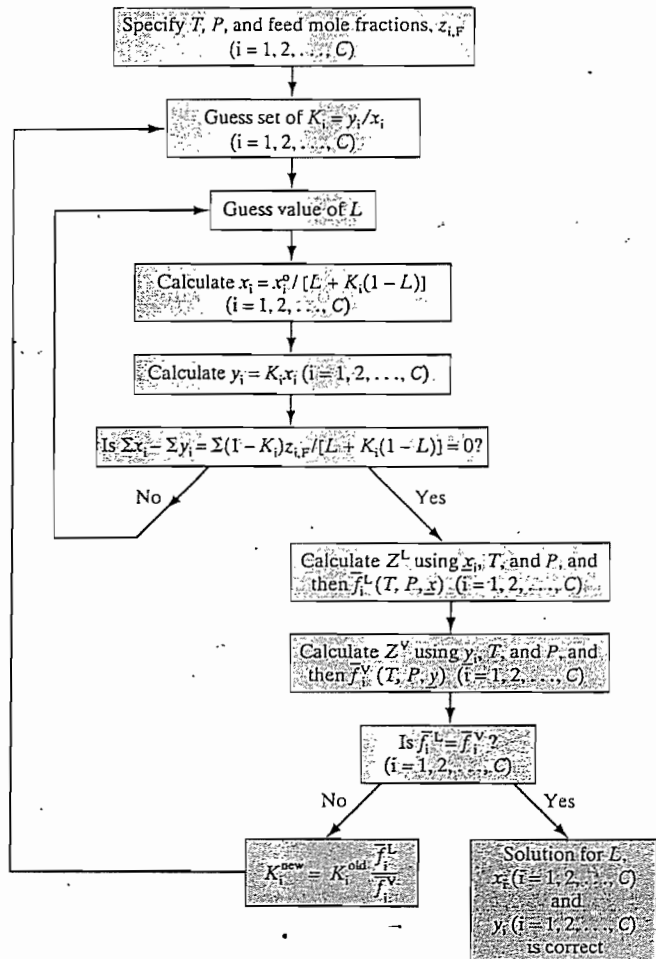 Specify T, P, and feed mole fractions, z_{i,F}
(i = 1, 2, . . ., C)
Guess set of K_i = y_i/x_i
(i = 1, 2, . . ., C)
Guess value of L
Calculate x_i = x_i^o / [L + K_i(1 – L)]
(i = 1, 2, . . ., C)
Calculate y_i = K_i x_i (i = 1, 2, . . ., C)
Is Σx_i – Σy_i = Σ(1 – K_i)z_{i,F}/[L + K_i(1 – L)] = 0?
No
Yes
Calculate Z^L using x_i, T, and P, and
then f̄_i^L (T, P, x) (i = 1, 2, . . ., C)
Calculate Z^V using y_i, T, and P, and
then f̄_i^V (T, P, y) (i = 1, 2, . . ., C)
Is f̄_i^L = f̄_i^V ?
(i = 1, 2, . . ., C)
No
Yes
K_i^{new} = K_i^{old} f̄_i^L / f̄_i^V
Solution for L,
x_i (i = 1, 2, . . ., C)
and
y_i (i = 1, 2, . . ., C)
is correct